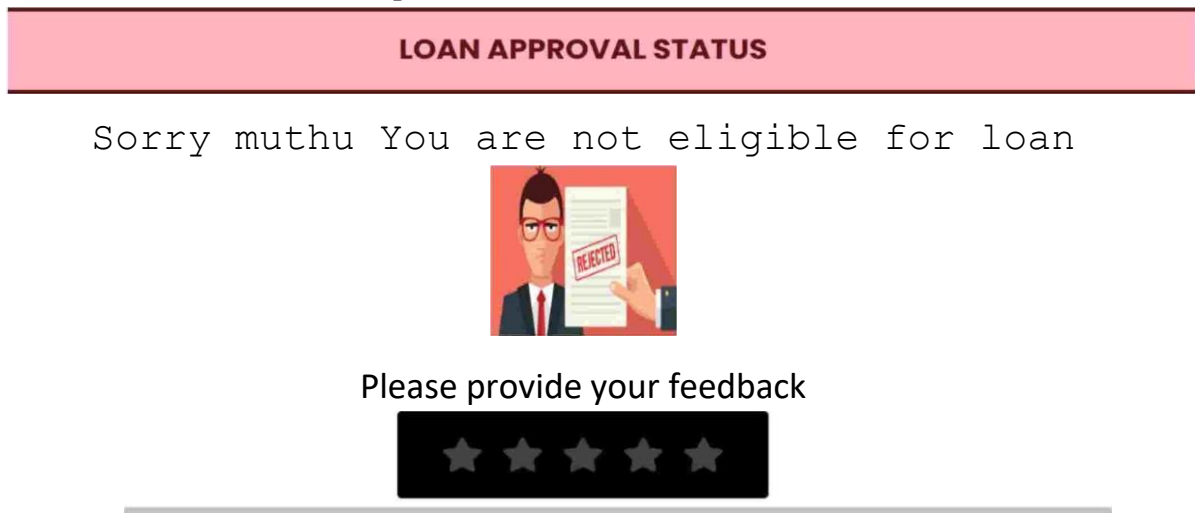 LOAN APPROVAL STATUS
Sorry muthu You are not eligible for loan
REJECTED
Please provide your feedback